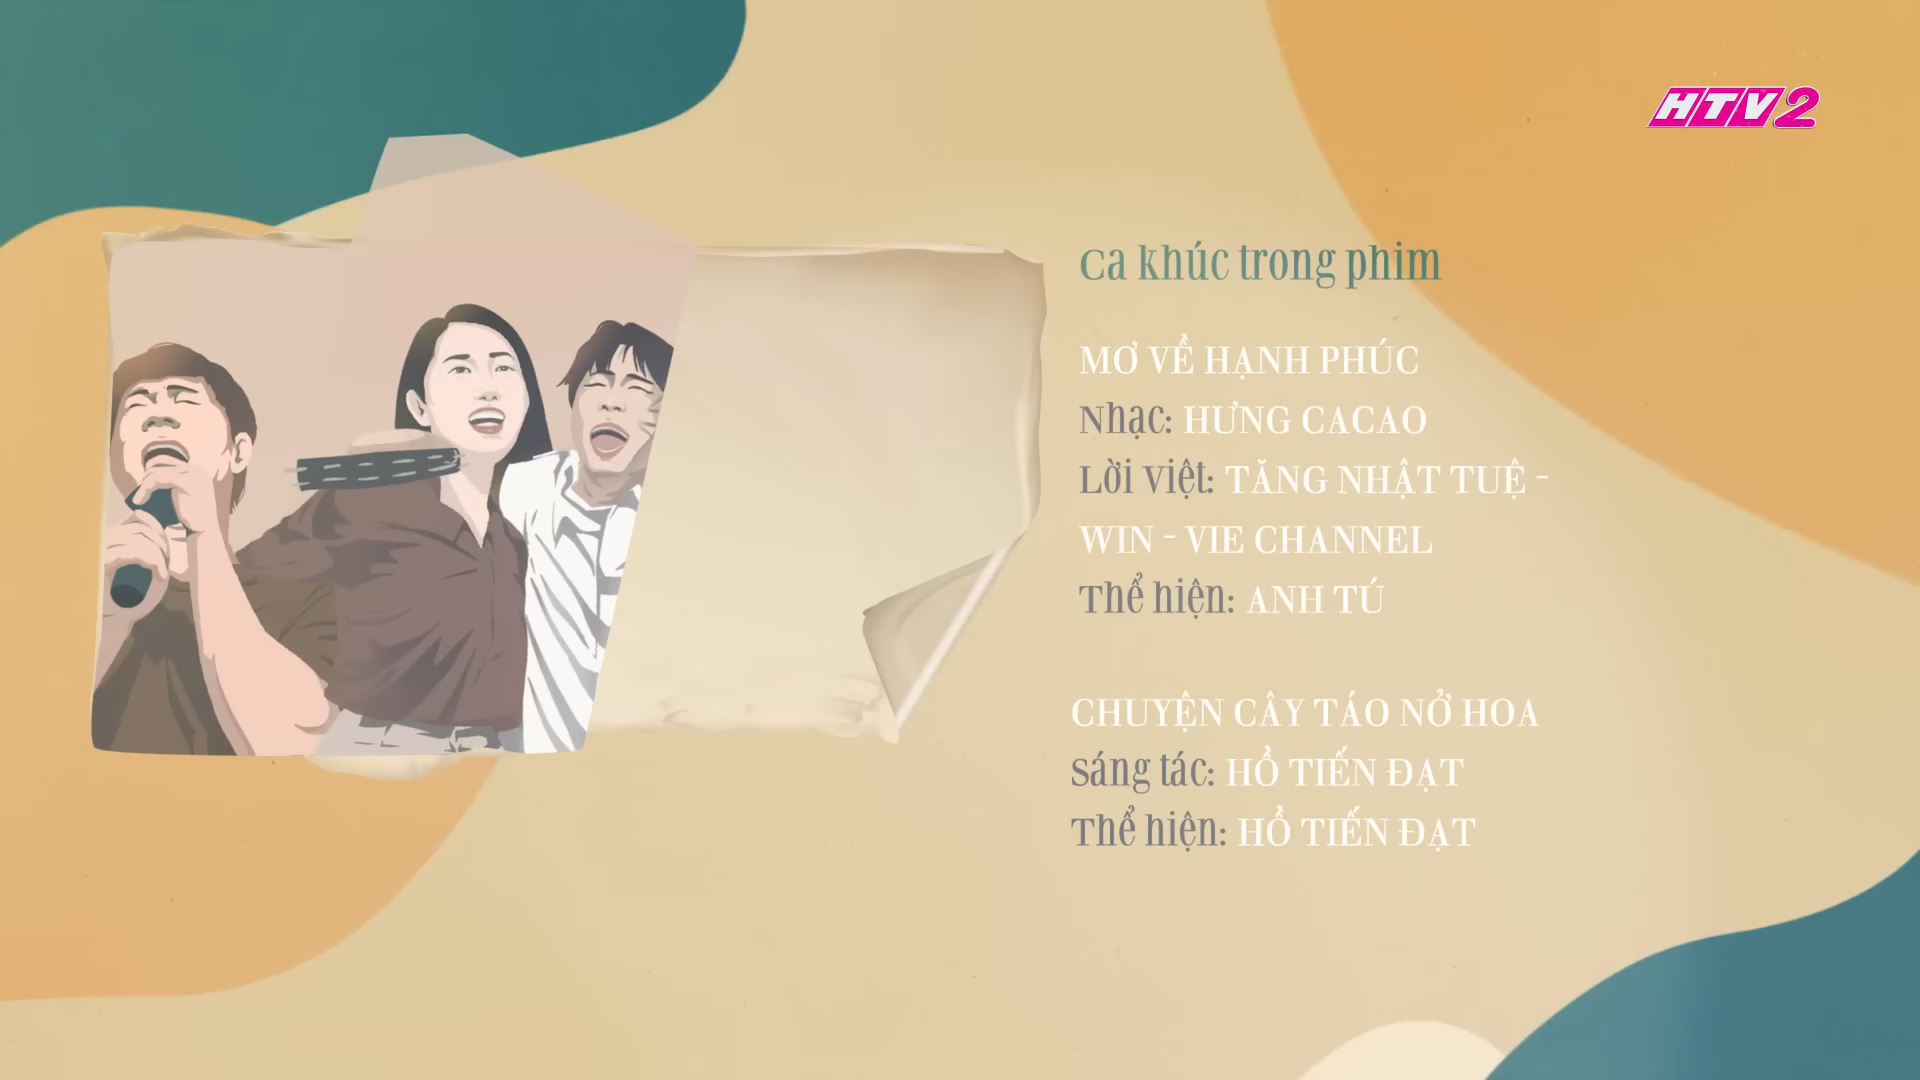 HTV2
Ca khúc trong phim
MƠ VỀ HẠNH PHÚC
Nhạc: HƯNG CACAO
Lời Việt: TĂNG NHẬT TUỆ -
WIN - VIE CHANNEL
Thể hiện: ANH TÚ
CHUYỆN CÂY TÁO NỞ HOA
Sáng tác: HỒ TIẾN ĐẠT
Thể hiện: HỒ TIẾN ĐẠT